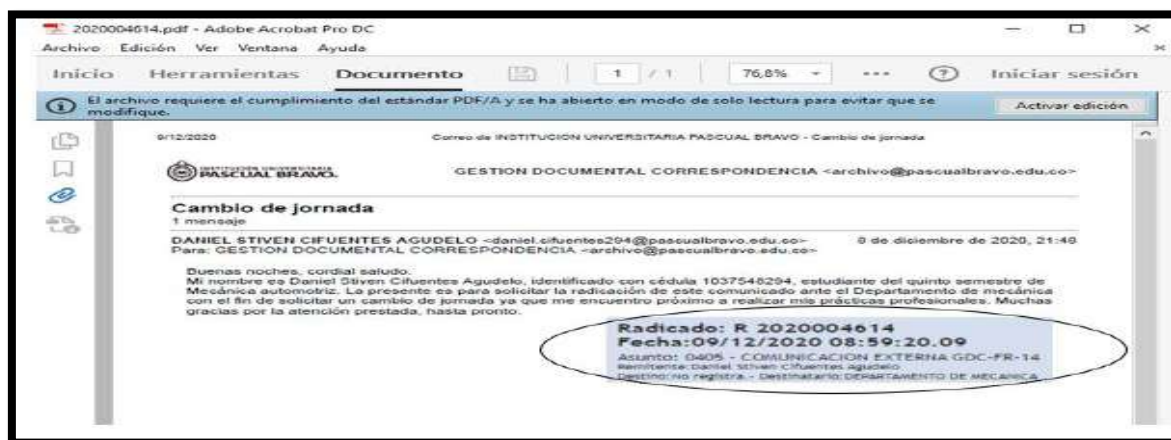 2020004614.pdf - Adobe Acrobat Pro DC
Archivo Edición Ver Ventana Ayuda
Inicio Herramientas Documento 1 / 1 76,8% Iniciar sesión
El archivo requiere el cumplimiento del estándar PDF/A y se ha abierto en modo de solo lectura para evitar que se
modifique.
Activar edición
9/12/2020 Correo de INSTITUCION UNIVERSITARIA PASCUAL BRAVO - Cambio de jornada
INSTITUCIÓN UNIVERSITARIA
PASCUAL BRAVO. GESTION DOCUMENTAL CORRESPONDENCIA <archivo@pascualbravo.edu.co>
Cambio de jornada
1 mensaje
DANIEL STIVEN CIFUENTES AGUDELO <daniel.cifuentes294@pascualbravo.edu.co> de diciembre de 2020, 21:49
Para: GESTION DOCUMENTAL CORRESPONDENCIA <archivo@pascualbravo.edu.co>
Buenas noches, cordial saludo.
Mi nombre es Daniel Stiven Cifuentes Agudelo, identificado con cédula 1037548294, estudiante del quinto semestre de
Mecánica automotriz. La presente es para solicitar la radicación de este comunicado ante el Departamento de mecánica
con el fin de solicitar un cambio de jornada ya que me encuentro próximo a realizar mis prácticas profesionales. Muchas
gracias por la atención prestada, hasta pronto.
Radicado: R 2020004614
Fecha:09/12/2020 08:59:20.09
Asunto: 0405 - COMUNICACION EXTERNA GDC-FR-14
Remitente: Daniel Stiven Cifuentes Agudelo
Destino: No registra. - Destinatario: DEPARTAMENTO DE MECANICA